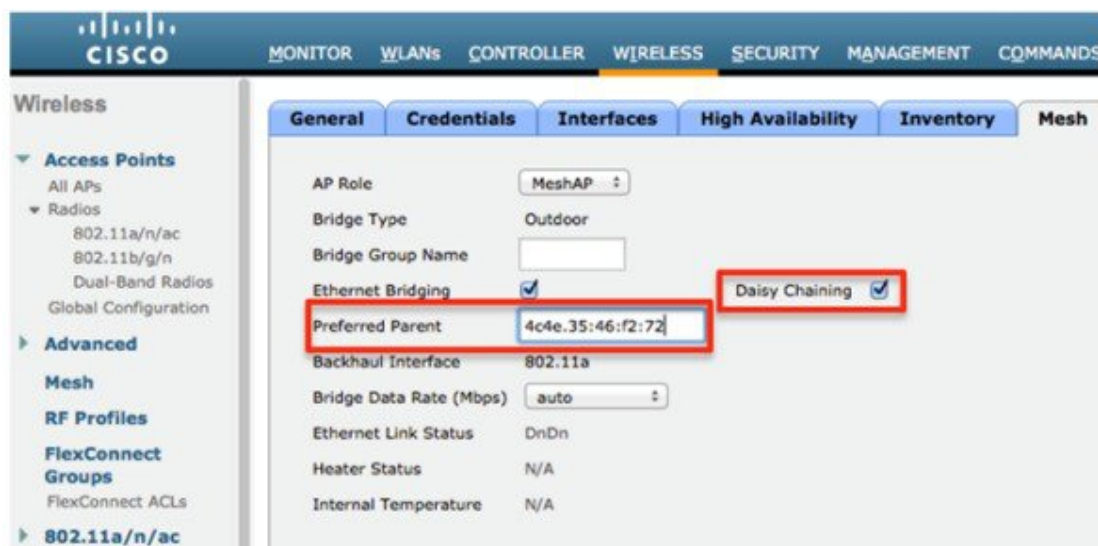 CISCO
MONITOR WLANs CONTROLLER WIRELESS SECURITY MANAGEMENT COMMANDS
Wireless
Access Points
All APs
Radios
802.11a/n/ac
802.11b/g/n
Dual-Band Radios
Global Configuration
Advanced
Mesh
RF Profiles
FlexConnect
Groups
FlexConnect ACLs
802.11a/n/ac
General Credentials Interfaces High Availability Inventory Mesh
AP Role MeshAP
Bridge Type Outdoor
Bridge Group Name
Ethernet Bridging Daisy Chaining
Preferred Parent 4c4e.35:46:f2:72
Backhaul Interface 802.11a
Bridge Data Rate (Mbps) auto
Ethernet Link Status DnDn
Heater Status N/A
Internal Temperature N/A